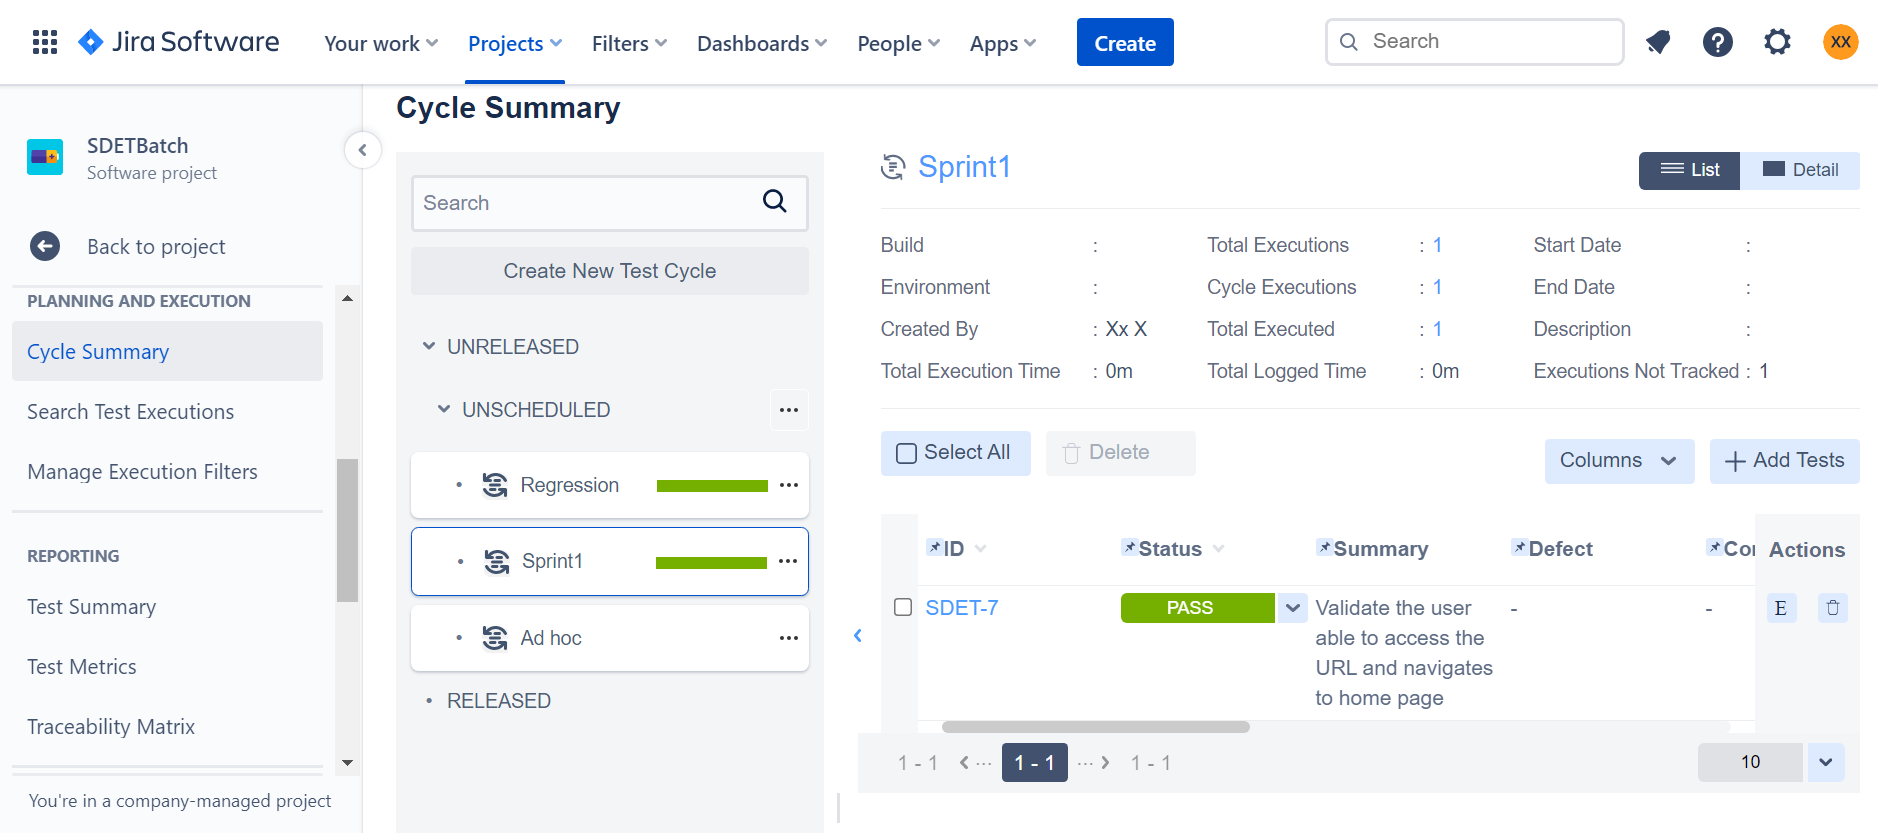 Jira Software
Your work
Projects
Filters
Dashboards
People
Apps
Create
Search
XX
SDETBatch
Software project
Back to project
PLANNING AND EXECUTION
Cycle Summary
Search Test Executions
Manage Execution Filters
REPORTING
Test Summary
Test Metrics
Traceability Matrix
You're in a company-managed project
Cycle Summary
Search
Create New Test Cycle
UNRELEASED
UNSCHEDULED
Regression
Sprint1
Ad hoc
RELEASED
Sprint1
List
Detail
Build : Total Executions : 1 Start Date :
Environment : Cycle Executions : 1 End Date :
Created By : Xx X Total Executed : 1 Description :
Total Execution Time : 0m Total Logged Time : 0m Executions Not Tracked : 1
Select All
Delete
Columns
Add Tests
ID Status Summary Defect Cor Actions
SDET-7 PASS Validate the user - - E
able to access the
URL and navigates
to home page
1 - 1 ... 1 - 1 ... 1 - 1
10